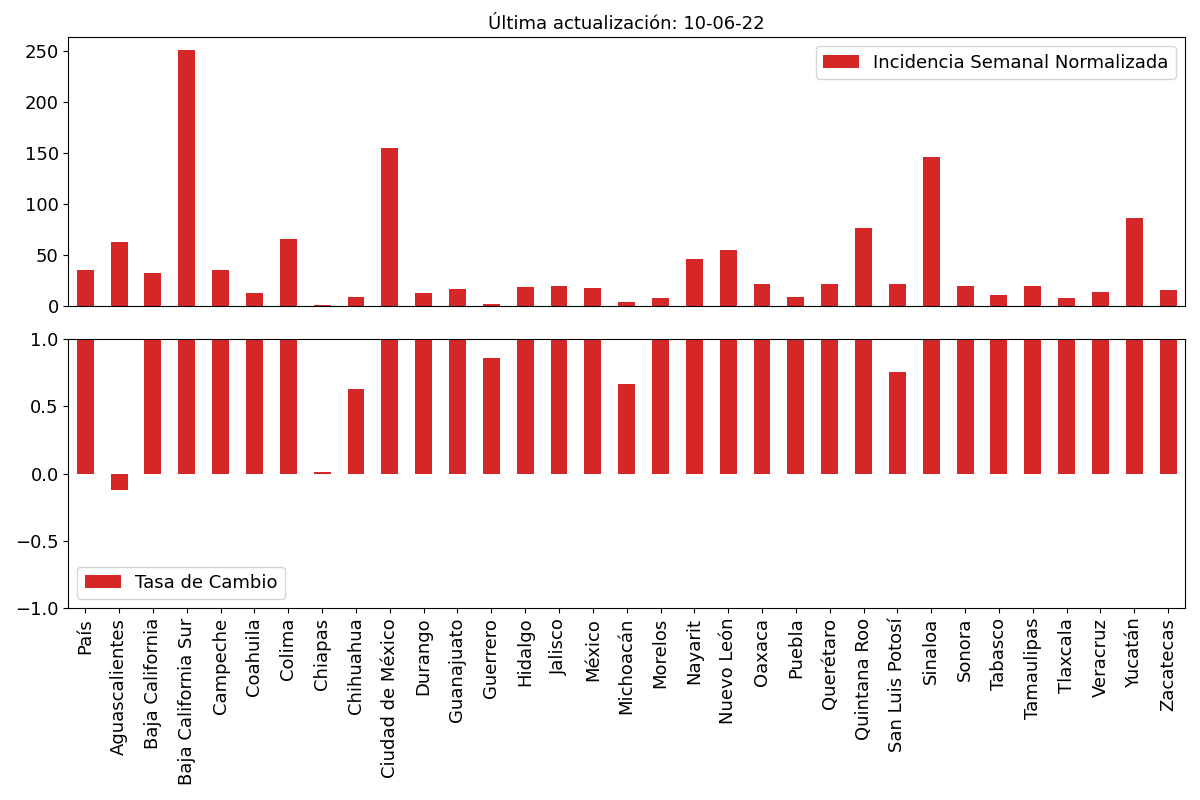 Última actualización: 10-06-22
250
200
150
100
50
0
Incidencia Semanal Normalizada
1.0
0.5
0.0
−0.5
−1.0
Tasa de Cambio
País
Aguascalientes
Baja California
Baja California Sur
Campeche
Coahuila
Colima
Chiapas
Chihuahua
Ciudad de México
Durango
Guanajuato
Guerrero
Hidalgo
Jalisco
México
Michoacán
Morelos
Nayarit
Nuevo León
Oaxaca
Puebla
Querétaro
Quintana Roo
San Luis Potosí
Sinaloa
Sonora
Tabasco
Tamaulipas
Tlaxcala
Veracruz
Yucatán
Zacatecas